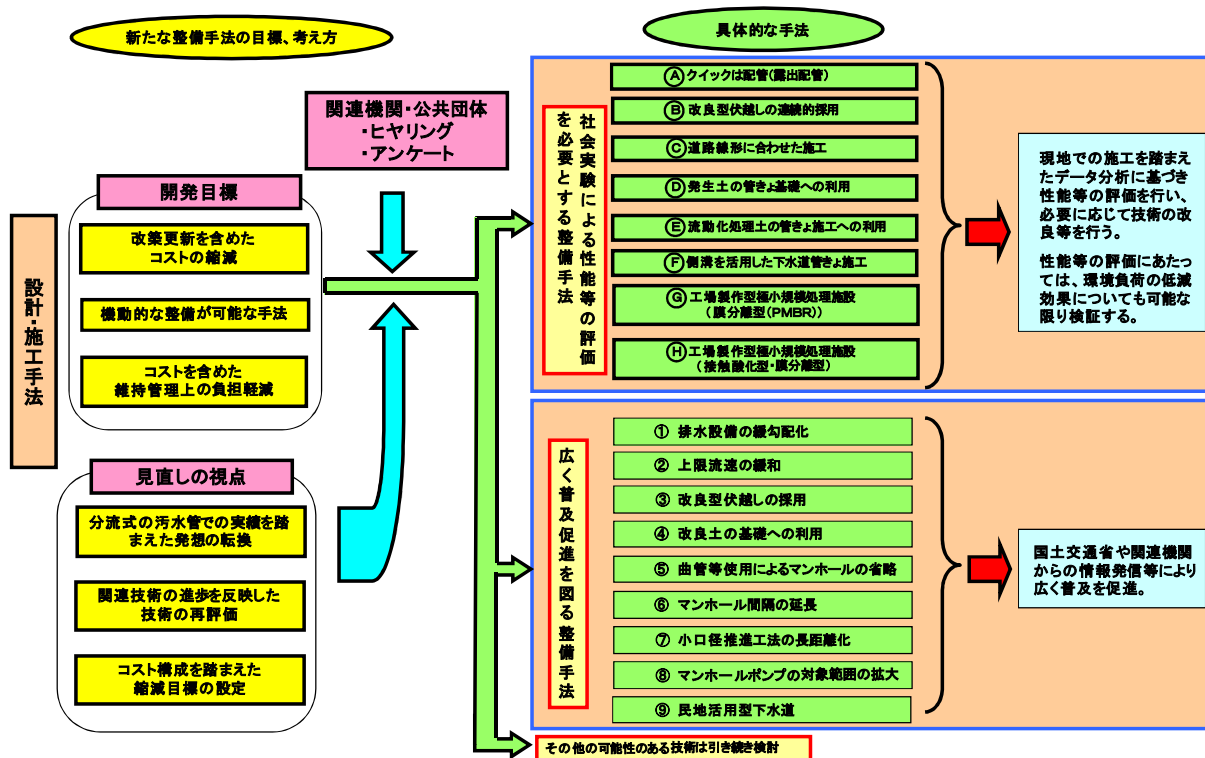 新たな整備手法の目標、考え方
具体的な手法
設計・施工手法
開発目標
改築更新を含めた
コストの縮減
機動的な整備が可能な手法
コストを含めた
維持管理上の負担軽減
見直しの視点
分流式の汚水管での実績を踏
まえた発想の転換
関連技術の進歩を反映した
技術の再評価
コスト構成を踏まえた
縮減目標の設定
関連機関・公共団体
・ヒヤリング
・アンケート
社会実験による性能等の評価
を必要とする整備手法
Ⓐクイックは配管(露出配管)
Ⓑ改良型伏越しの連続的採用
Ⓒ道路線形に合わせた施工
Ⓓ発生土の管きょ基礎への利用
Ⓔ流動化処理土の管きょ施工への利用
Ⓕ側溝を活用した下水道管きょ施工
Ⓖ工場製作型極小規模処理施設
(膜分離型(PMBR))
Ⓗ工場製作型極小規模処理施設
(接触酸化型・膜分離型)
現地での施工を踏まえ
たデータ分析に基づき
性能等の評価を行い、
必要に応じて技術の改
良等を行う。
性能等の評価にあたっ
ては、環境負荷の低減
効果についても可能な
限り検証する。
広く普及促進を図る整備手法
① 排水設備の緩勾配化
② 上限流速の緩和
③ 改良型伏越しの採用
④ 改良土の基礎への利用
⑤ 曲管等使用によるマンホールの省略
⑥ マンホール間隔の延長
⑦ 小口径推進工法の長距離化
⑧ マンホールポンプの対象範囲の拡大
⑨ 民地活用型下水道
国土交通省や関連機関
からの情報発信等により
広く普及を促進。
その他の可能性のある技術は引き続き検討